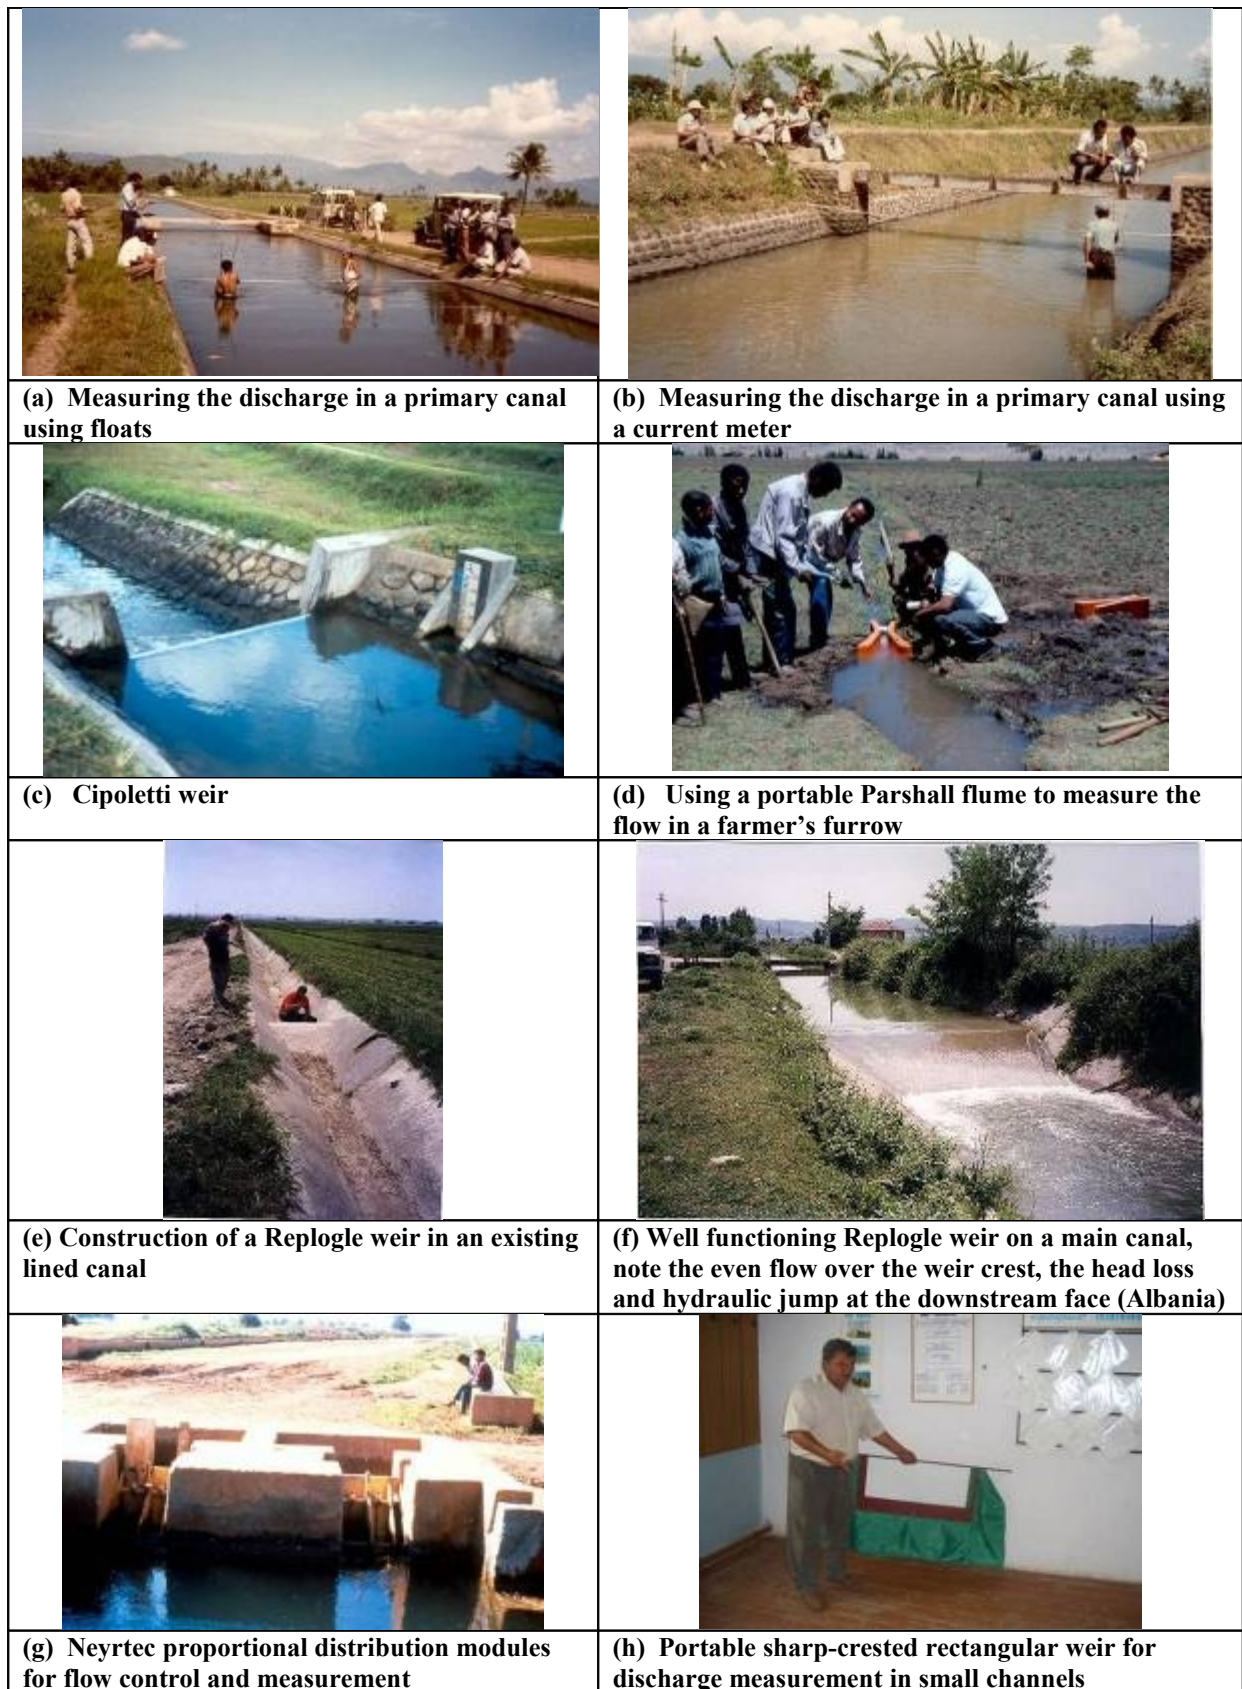 (a) Measuring the discharge in a primary canal
using floats
(b) Measuring the discharge in a primary canal using
a current meter
(c) Cipoletti weir
(d) Using a portable Parshall flume to measure the
flow in a farmer’s furrow
(e) Construction of a Replogle weir in an existing
lined canal
(f) Well functioning Replogle weir on a main canal,
note the even flow over the weir crest, the head loss
and hydraulic jump at the downstream face (Albania)
(g) Neyrtec proportional distribution modules
for flow control and measurement
(h) Portable sharp-crested rectangular weir for
discharge measurement in small channels